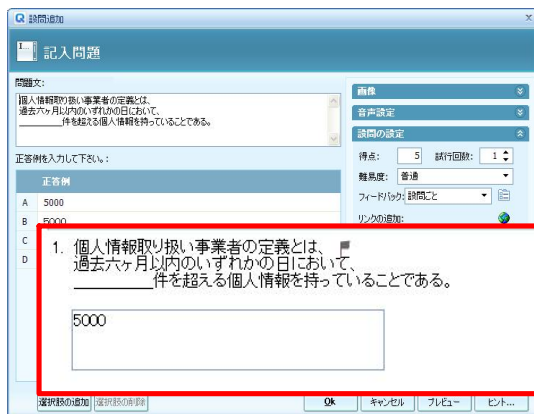 設問追加
記入問題
問題文:
個人情報取り扱い事業者の定義とは、
過去六ヶ月以内のいずれかの日において、
_________件を超える個人情報を持っていることである。
正答例を入力して下さい。:
正答例
A 5000
B 5000
C
D
画像
音声設定
設問の設定
得点: 5 試行回数: 1
難易度: 普通
フィードバック: 設問ごと
リンクの追加:
1. 個人情報取り扱い事業者の定義とは、
過去六ヶ月以内のいずれかの日において、
_________件を超える個人情報を持っていることである。
5000
選択肢の追加 選択肢の削除 Ok キャンセル プレビュー ヒント...